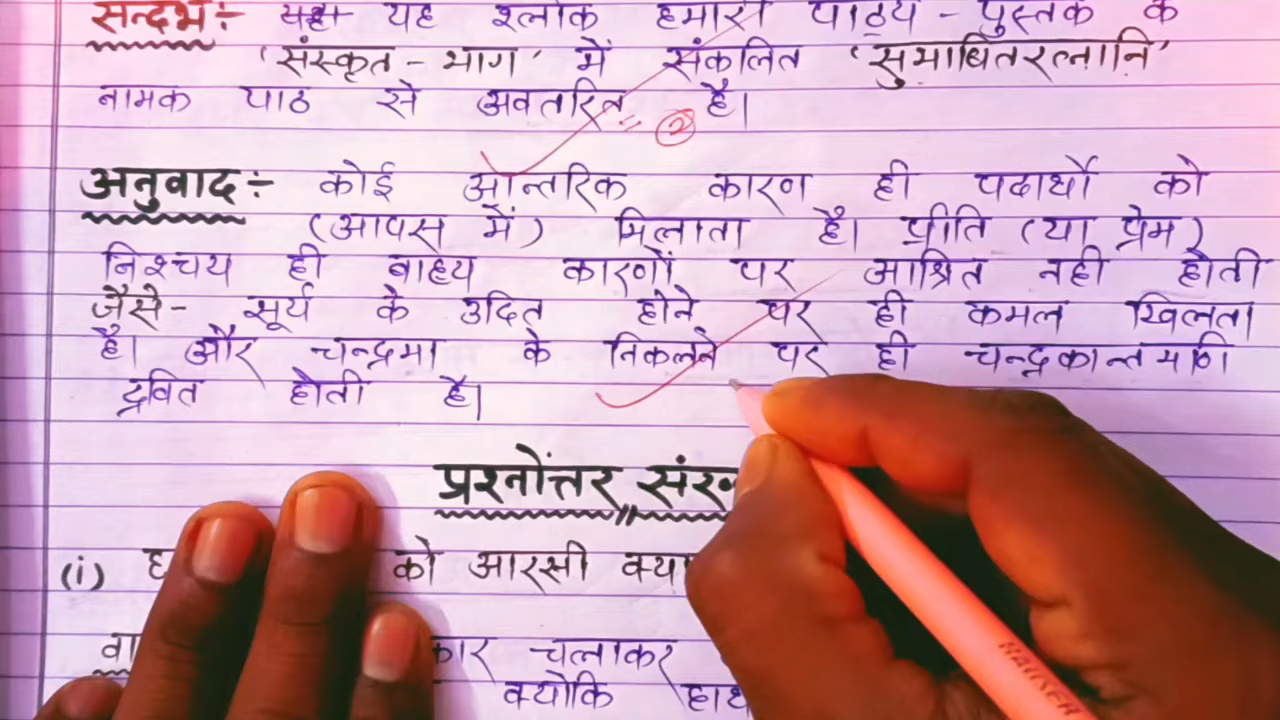 सन्दर्भ:- यह श्लोक हमारी पाठ्य - पुस्तक के
'संस्कृत - भाग' में संकलित 'सुभाषितरत्नानि'
नामक पाठ से अवतरित है।
2
अनुवाद:- कोई आन्तरिक कारण ही पदार्थों को
(आपस में) मिलाता है। प्रीति (या प्रेम)
निश्चय ही बाह्य कारणों पर आश्रित नही होती
जैसे- सूर्य के उदित होने पर ही कमल खिलता
है। और चन्द्रमा के निकलने पर ही चन्द्रकान्तमणि
द्रवित होती है।
प्रश्नोंत्तर
(i) को आरसी क्या
चलाकर
क्योकि